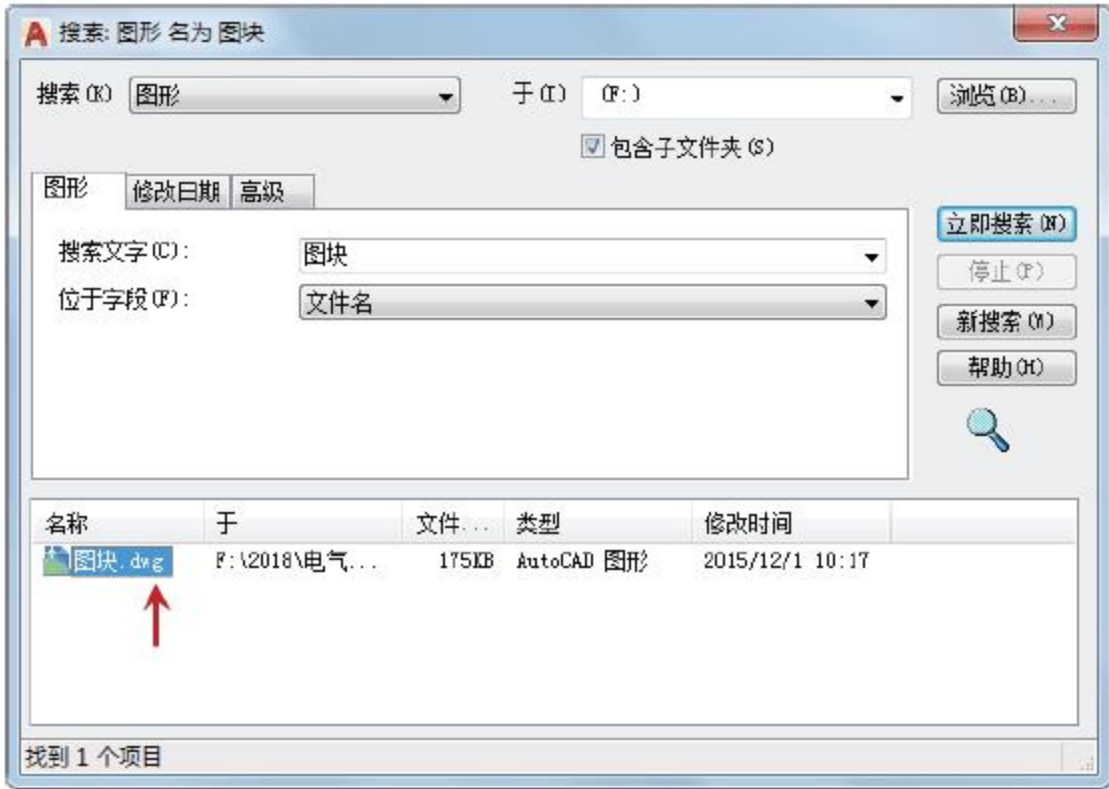 搜索: 图形 名为 图块
搜索(K) 图形 于(I) (F:) 浏览(B)...
包含子文件夹(S)
图形 修改日期 高级
立即搜索(N)
搜索文字(C): 图块
停止(P)
位于字段(F): 文件名
新搜索(W)
帮助(H)
名称 于 文件... 类型 修改时间
图块.dwg F:\2018\电气... 175KB AutoCAD 图形 2015/12/1 10:17
找到 1 个项目